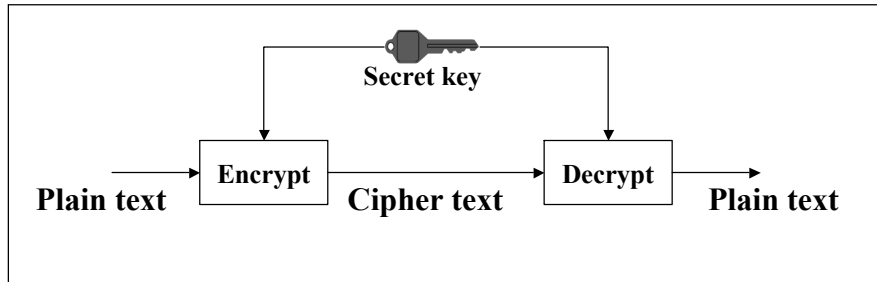 Secret key
Encrypt
Decrypt
Plain text
Cipher text
Plain text